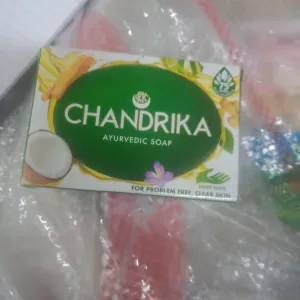 CHANDRIKA
AYURVEDIC SOAP
FOR PROBLEM FREE, CLEAR SKIN